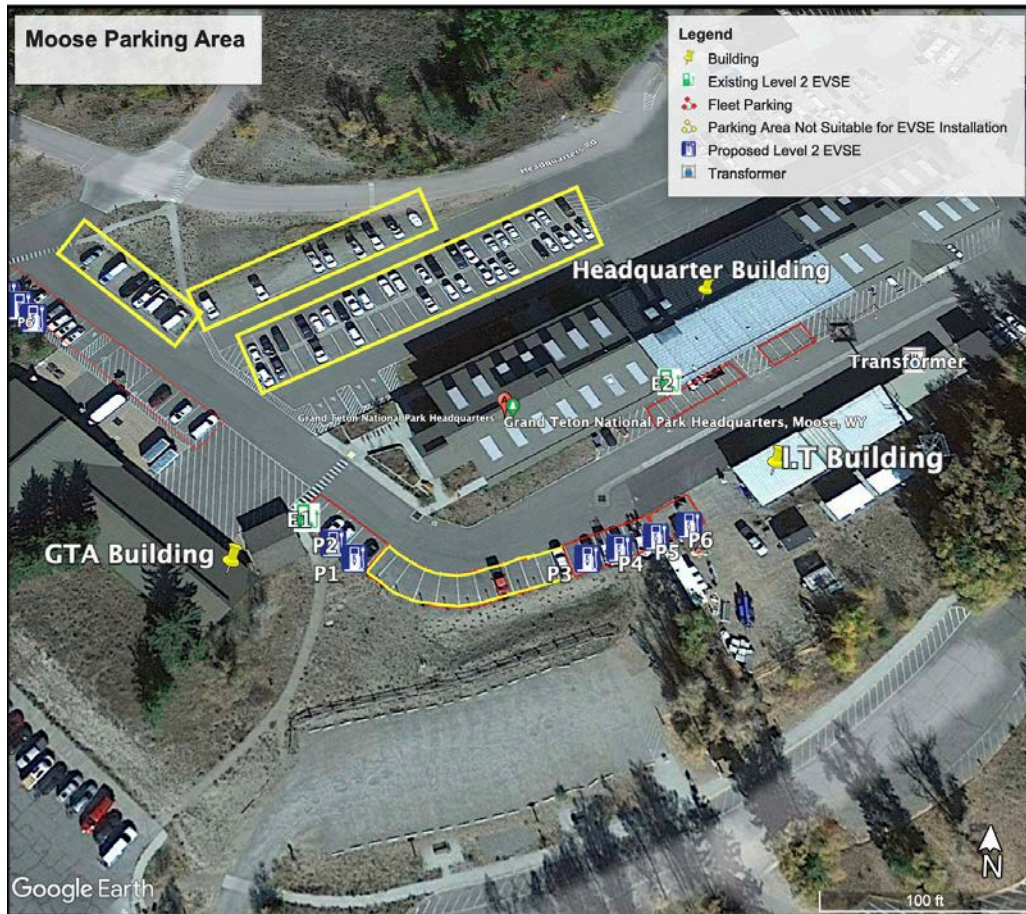 Moose Parking Area
Legend
Building
Existing Level 2 EVSE
Fleet Parking
Parking Area Not Suitable for EVSE Installation
Proposed Level 2 EVSE
Transformer
Headquarters Rd
Headquarter Building
Transformer
E2
Grand Teton National Park Headquarters
Grand Teton National Park Headquarters, Moose, WY
I.T Building
E1
P2
P1
GTA Building
P3
P4
P5
P6
N
Google Earth
100 ft